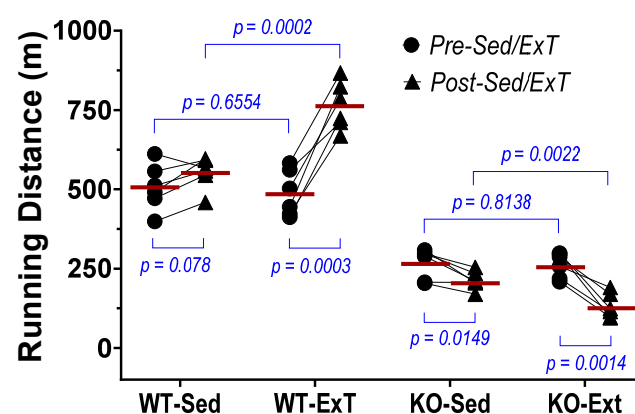 Running Distance (m)
1000
750
500
250
0
Pre-Sed/ExT
Post-Sed/ExT
p = 0.0002
p = 0.6554
p = 0.0022
p = 0.8138
p = 0.078
p = 0.0003
p = 0.0149
p = 0.0014
WT-Sed
WT-ExT
KO-Sed
KO-Ext